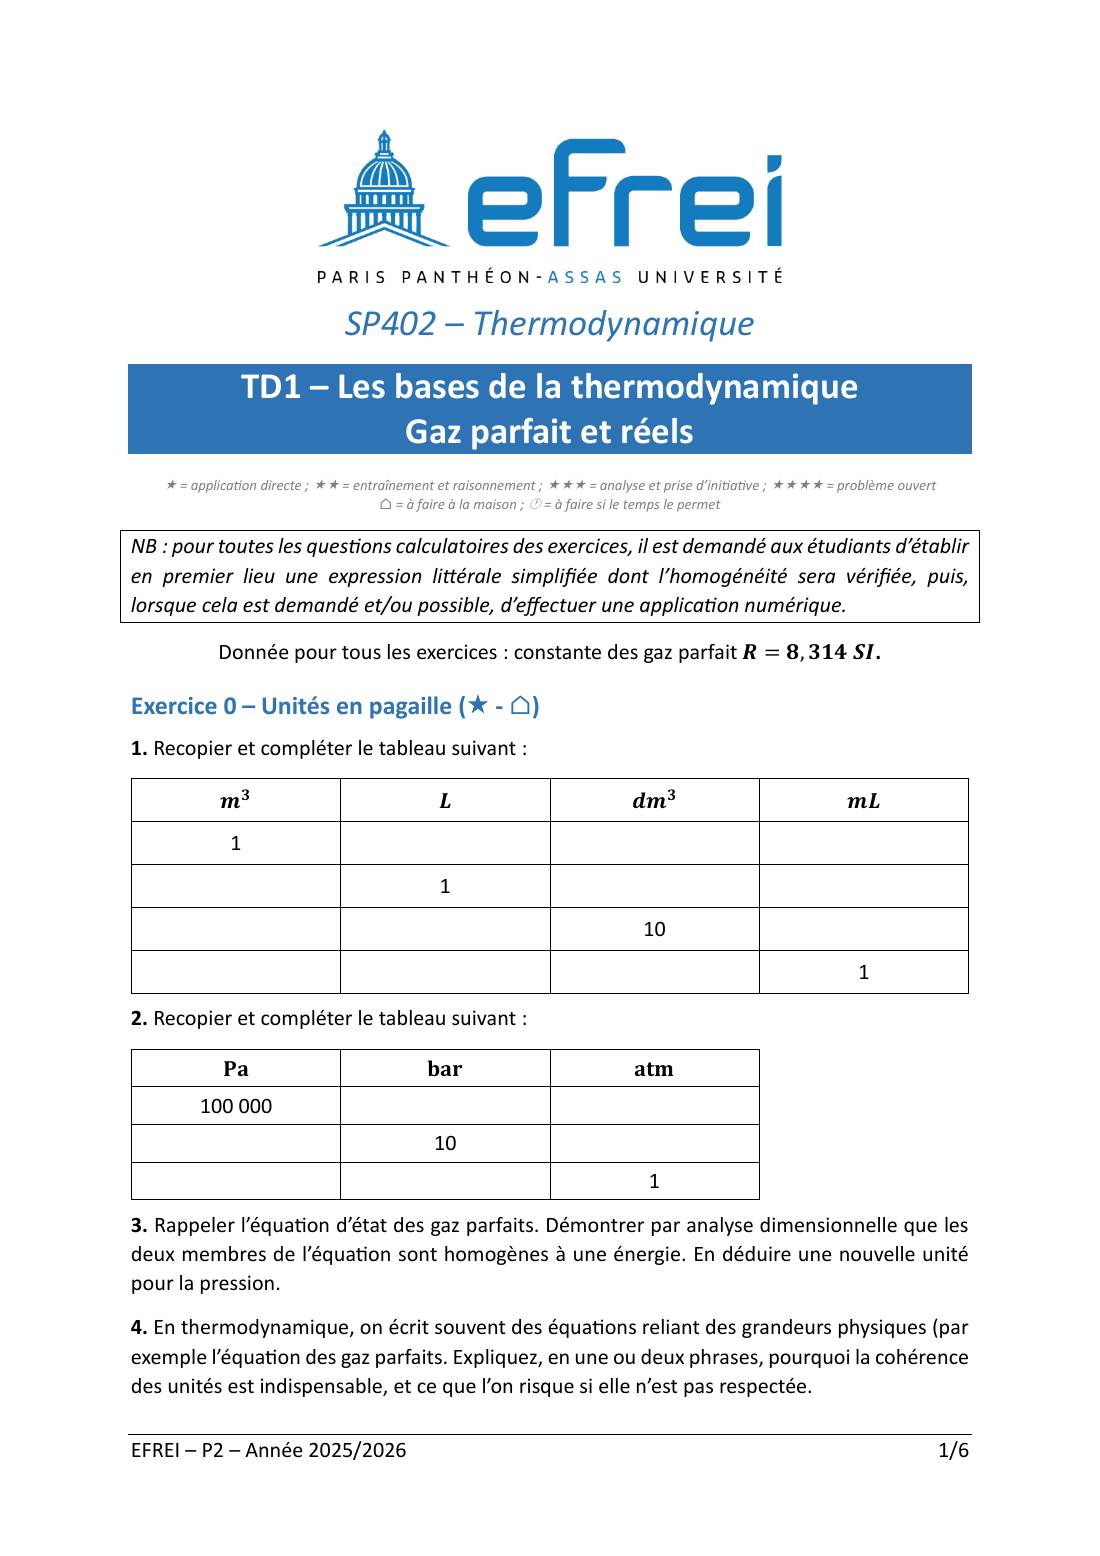 efrei
PARIS PANTHÉON-ASSAS UNIVERSITÉ
SP402 – Thermodynamique
TD1 – Les bases de la thermodynamique
Gaz parfait et réels
★ = application directe ; ★★ = entraînement et raisonnement ; ★★★ = analyse et prise d’initiative ; ★★★★ = problème ouvert
⌂ = à faire à la maison ; 🕐 = à faire si le temps le permet
NB : pour toutes les questions calculatoires des exercices, il est demandé aux étudiants d’établir
en premier lieu une expression littérale simplifiée dont l’homogénéité sera vérifiée, puis,
lorsque cela est demandé et/ou possible, d’effectuer une application numérique.
Donnée pour tous les exercices : constante des gaz parfait R = 8,314 SI.
Exercice 0 – Unités en pagaille (★ - ⌂)
1. Recopier et compléter le tableau suivant :
m³ L dm³ mL
1
1
10
1
2. Recopier et compléter le tableau suivant :
Pa bar atm
100 000
10
1
3. Rappeler l’équation d’état des gaz parfaits. Démontrer par analyse dimensionnelle que les
deux membres de l’équation sont homogènes à une énergie. En déduire une nouvelle unité
pour la pression.
4. En thermodynamique, on écrit souvent des équations reliant des grandeurs physiques (par
exemple l’équation des gaz parfaits. Expliquez, en une ou deux phrases, pourquoi la cohérence
des unités est indispensable, et ce que l’on risque si elle n’est pas respectée.
EFREI – P2 – Année 2025/2026 1/6